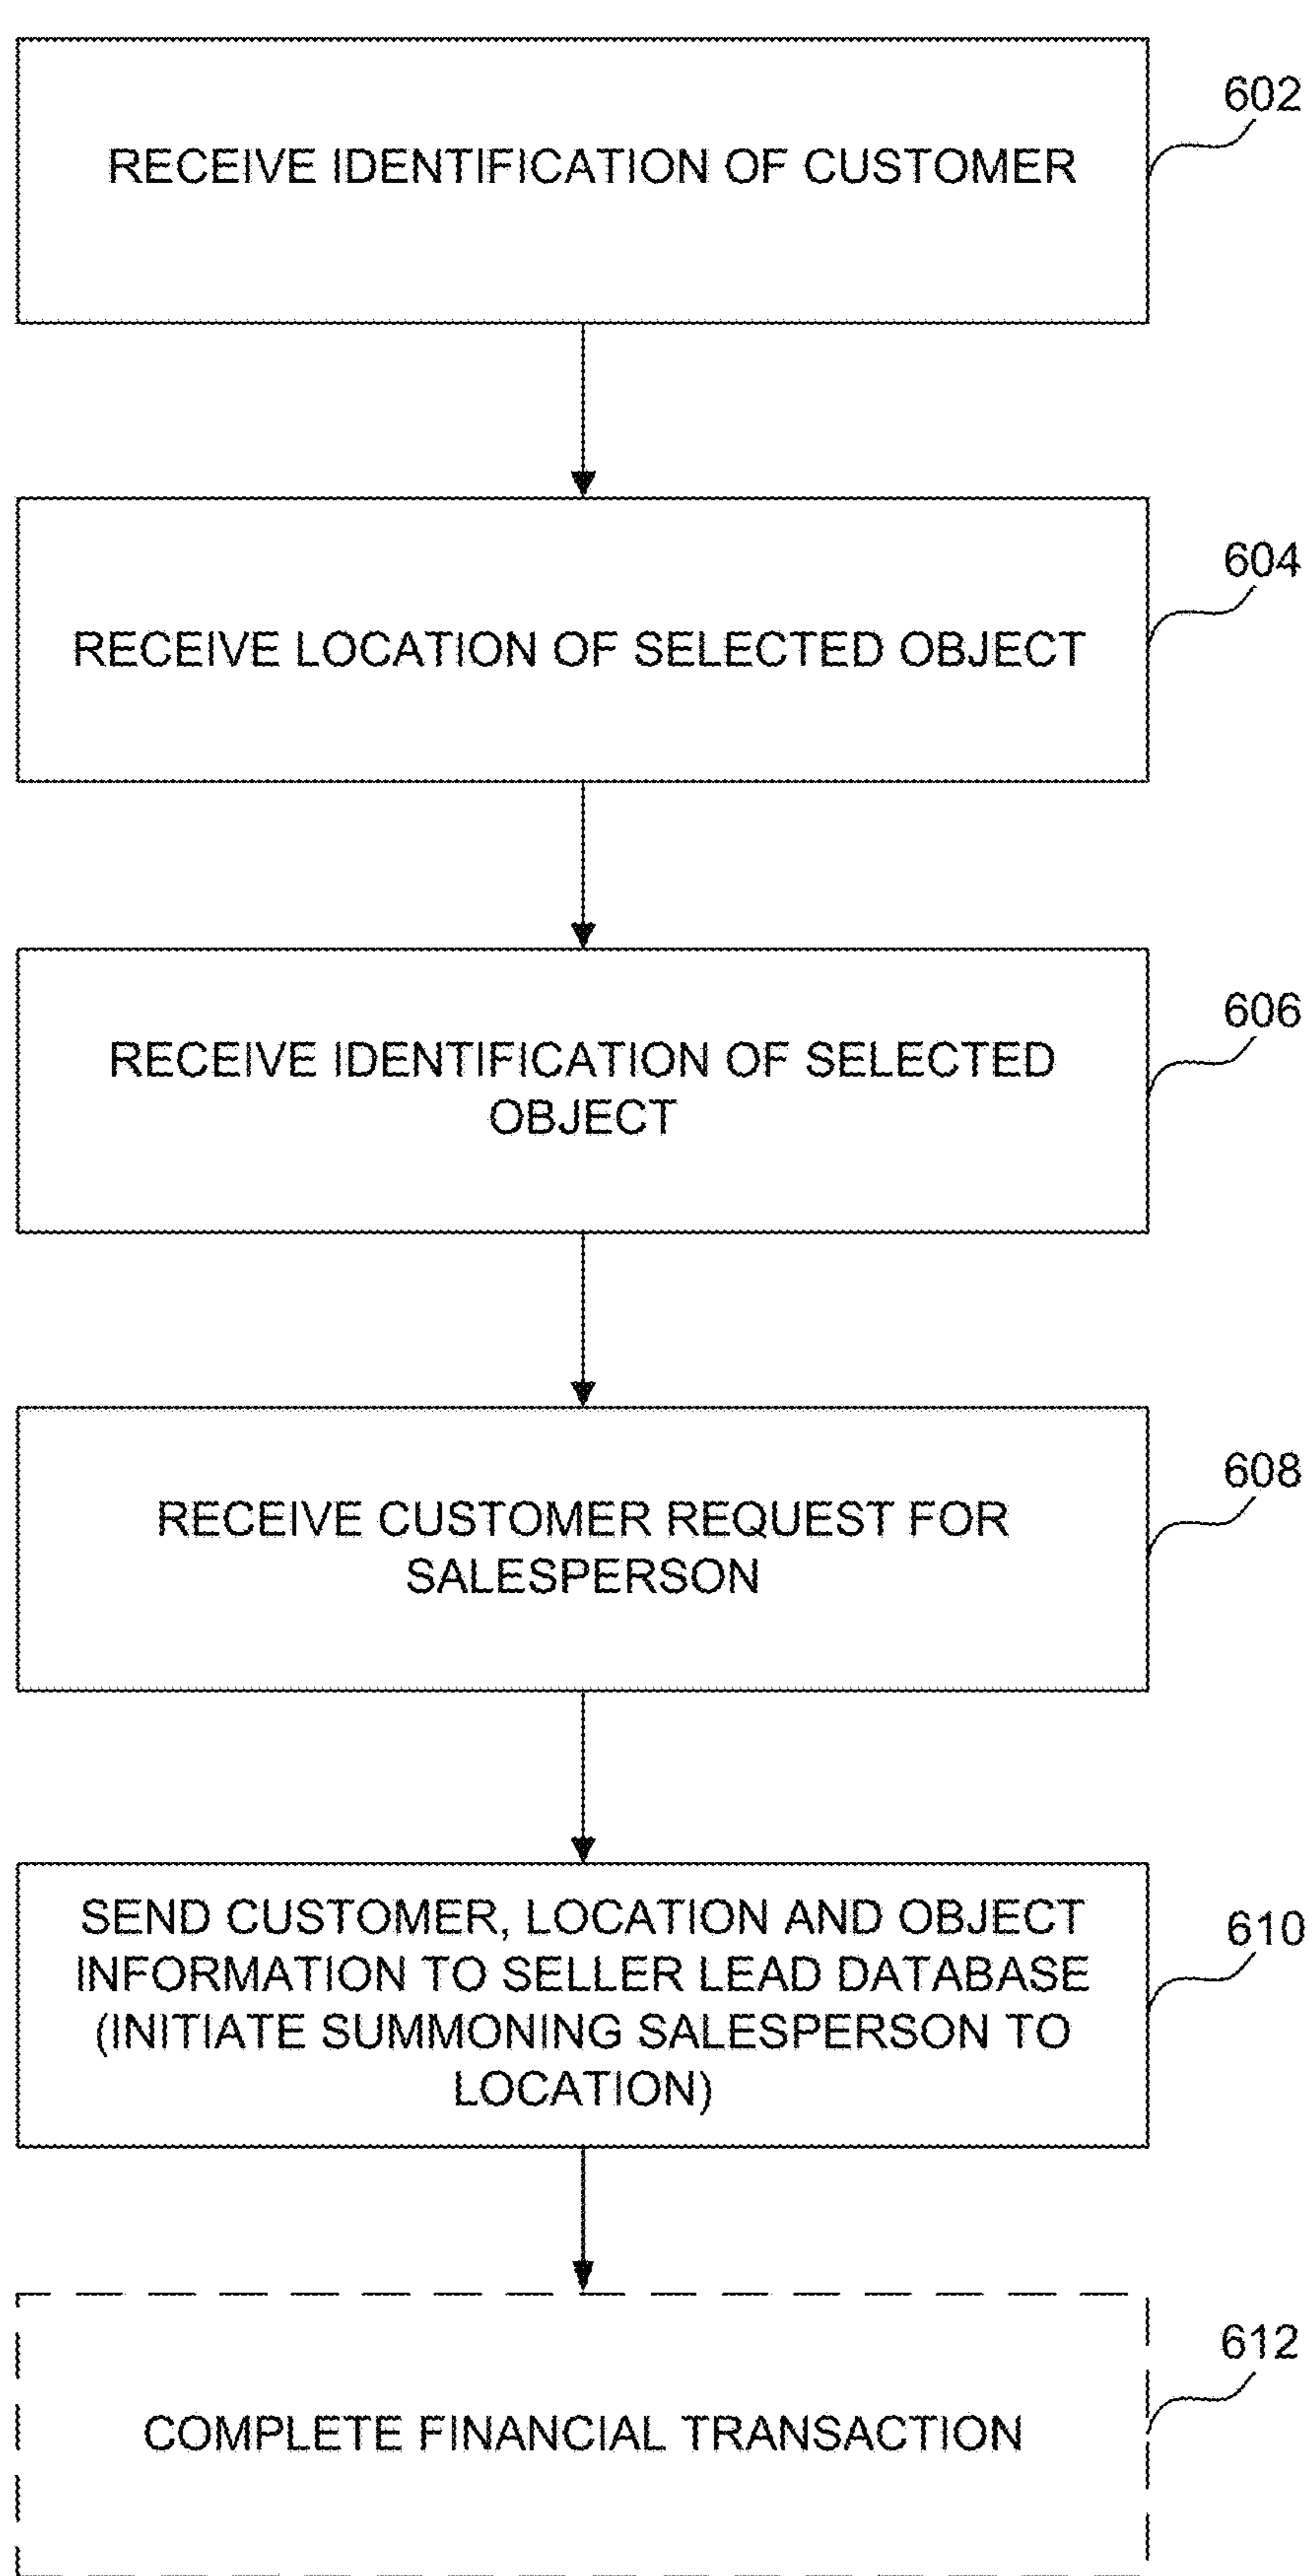 602
RECEIVE IDENTIFICATION OF CUSTOMER
604
RECEIVE LOCATION OF SELECTED OBJECT
606
RECEIVE IDENTIFICATION OF SELECTED
OBJECT
608
RECEIVE CUSTOMER REQUEST FOR
SALESPERSON
610
SEND CUSTOMER, LOCATION AND OBJECT
INFORMATION TO SELLER LEAD DATABASE
(INITIATE SUMMONING SALESPERSON TO
LOCATION)
612
COMPLETE FINANCIAL TRANSACTION